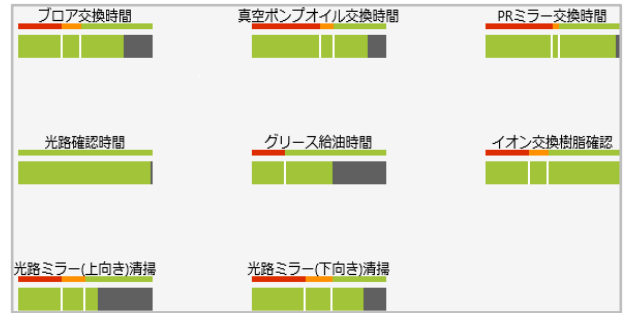 ブロア交換時間
真空ポンプオイル交換時間
PRミラー交換時間
光路確認時間
グリース給油時間
イオン交換樹脂確認
光路ミラー(上向き)清掃
光路ミラー(下向き)清掃